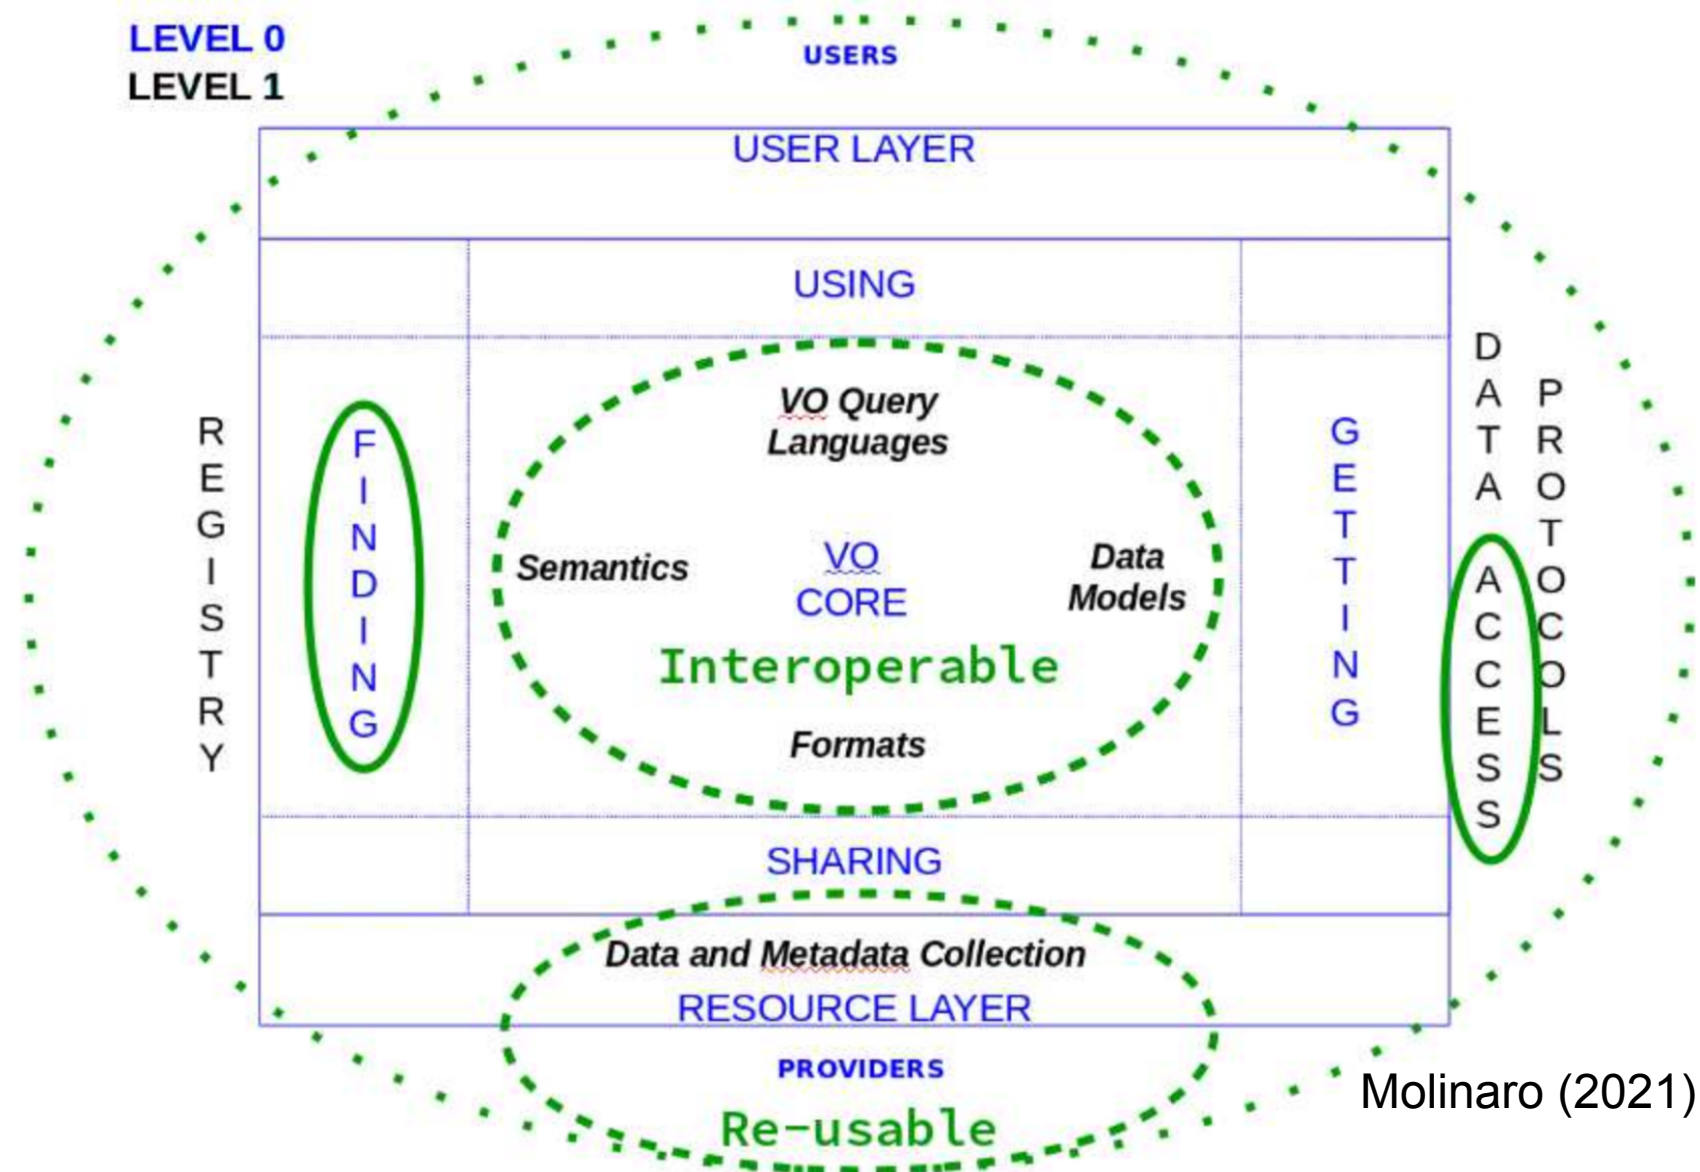 LEVEL 0
LEVEL 1
USERS
USER LAYER
USING
REGISTRY
FINDING
VO Query
Languages
Semantics
VO
CORE
Data
Models
Interoperable
Formats
GETTING
DATA ACCESS
PROTOCOLS
SHARING
Data and Metadata Collection
RESOURCE LAYER
PROVIDERS
Re-usable
Molinaro (2021)